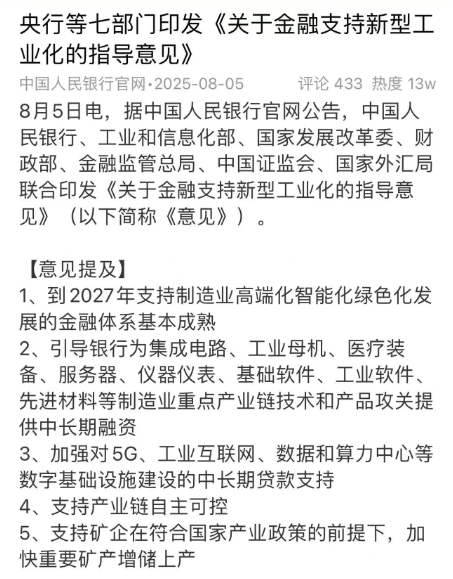 央行等七部门印发《关于金融支持新型工
业化的指导意见》
中国人民银行官网·2025-08-05 评论 433 热度 13w
8月5日电，据中国人民银行官网公告，中国人
民银行、工业和信息化部、国家发展改革委、财
政部、金融监管总局、中国证监会、国家外汇局
联合印发《关于金融支持新型工业化的指导意
见》（以下简称《意见》）。
【意见提及】
1、到2027年支持制造业高端化智能化绿色化发
展的金融体系基本成熟
2、引导银行为集成电路、工业母机、医疗装
备、服务器、仪器仪表、基础软件、工业软件、
先进材料等制造业重点产业链技术和产品攻关提
供中长期融资
3、加强对5G、工业互联网、数据和算力中心等
数字基础设施建设的中长期贷款支持
4、支持产业链自主可控
5、支持矿企在符合国家产业政策的前提下，加
快重要矿产增储上产